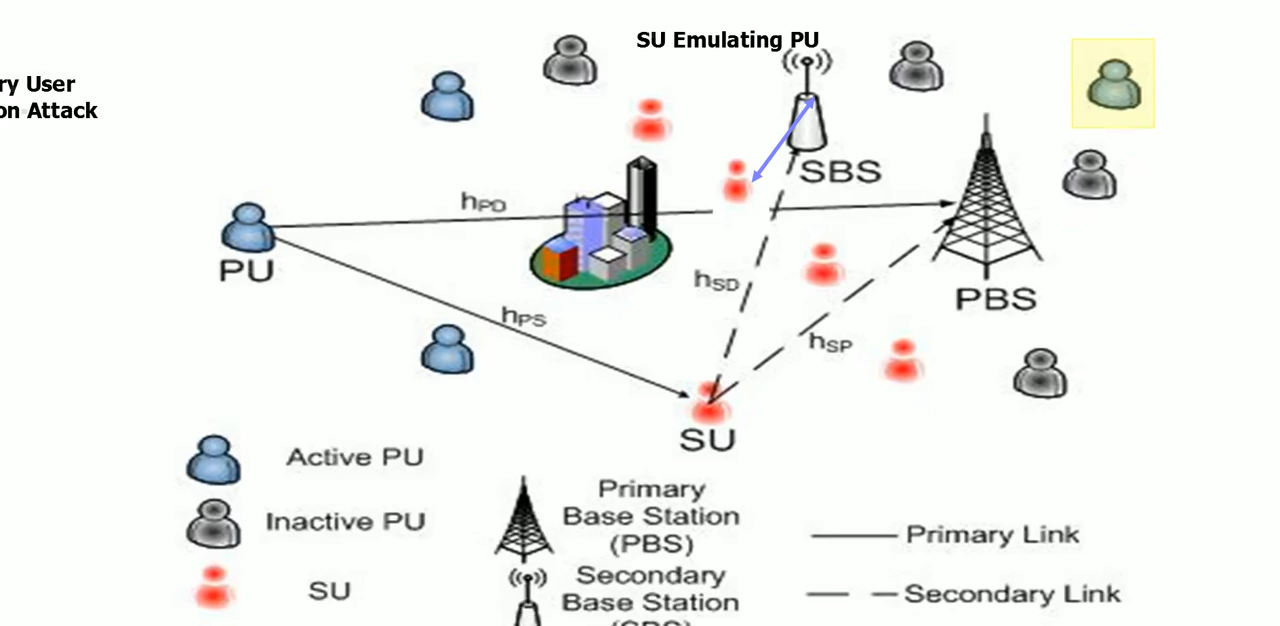 SU Emulating PU
ry User
on Attack
SBS
hPD
PU
hSD
PBS
hPS
hSP
SU
Active PU
Inactive PU
SU
Primary
Base Station
(PBS)
Secondary
Base Station
Primary Link
Secondary Link